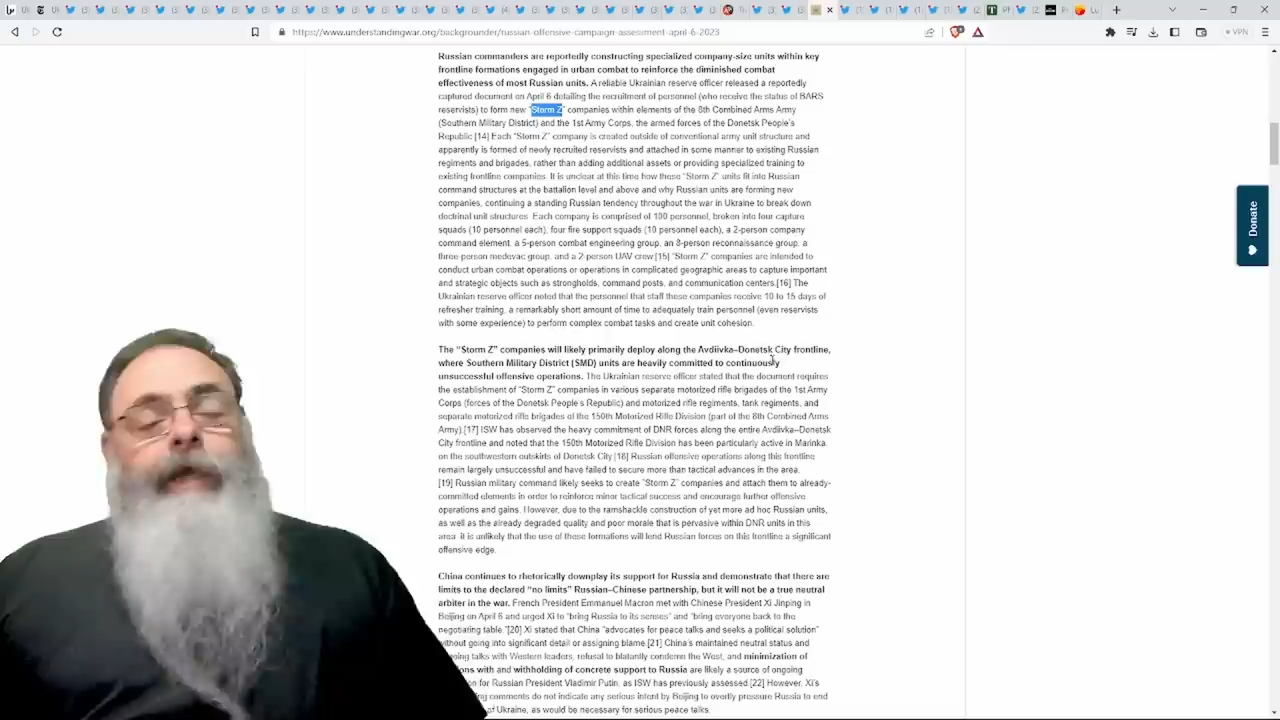 https://www.understandingwar.org/backgrounder/russian-offensive-campaign-assessment-april-6-2023
VPN
Russian commanders are reportedly constructing specialized company-size units within key
frontline formations engaged in urban combat to reinforce the diminished combat
effectiveness of most Russian units. A reliable Ukrainian reserve officer released a reportedly
captured document on April 6 detailing the recruitment of personnel (who receive the status of BARS
reservists) to form new “Storm Z” companies within elements of the 8th Combined Arms Army
(Southern Military District) and the 1st Army Corps, the armed forces of the Donetsk People’s
Republic.[14] Each “Storm Z” company is created outside of conventional army unit structure and
apparently is formed of newly recruited reservists and attached in some manner to existing Russian
regiments and brigades, rather than adding additional assets or providing specialized training to
existing frontline companies. It is unclear at this time how these “Storm Z” units fit into Russian
command structures at the battalion level and above and why Russian units are forming new
companies, continuing a standing Russian tendency throughout the war in Ukraine to break down
doctrinal unit structures. Each company is comprised of 100 personnel, broken into four capture
squads (10 personnel each), four fire support squads (10 personnel each), a 2-person company
command element, a 5-person combat engineering group, an 8-person reconnaissance group, a
three-person medevac group, and a 2-person UAV crew.[15] “Storm Z” companies are intended to
conduct urban combat operations or operations in complicated geographic areas to capture important
and strategic objects such as strongholds, command posts, and communication centers.[16] The
Ukrainian reserve officer noted that the personnel that staff these companies receive 10 to 15 days of
refresher training, a remarkably short amount of time to adequately train personnel (even reservists
with some experience) to perform complex combat tasks and create unit cohesion.
The “Storm Z” companies will likely primarily deploy along the Avdiivka–Donetsk City frontline,
where Southern Military District (SMD) units are heavily committed to continuously
unsuccessful offensive operations. The Ukrainian reserve officer stated that the document requires
the establishment of “Storm Z” companies in various separate motorized rifle brigades of the 1st Army
Corps (forces of the Donetsk People’s Republic) and motorized rifle regiments, tank regiments, and
separate motorized rifle brigades of the 150th Motorized Rifle Division (part of the 8th Combined Arms
Army).[17] ISW has observed the heavy commitment of DNR forces along the entire Avdiivka–Donetsk
City frontline and noted that the 150th Motorized Rifle Division has been particularly active in Marinka,
on the southwestern outskirts of Donetsk City.[18] Russian offensive operations along this frontline
remain largely unsuccessful and have failed to secure more than tactical advances in the area.
[19] Russian military command likely seeks to create “Storm Z” companies and attach them to already-
committed elements in order to reinforce minor tactical success and encourage further offensive
operations and gains. However, due to the ramshackle construction of yet more ad hoc Russian units,
as well as the already degraded quality and poor morale that is pervasive within DNR units in this
area, it is unlikely that the use of these formations will lend Russian forces on this frontline a significant
offensive edge.
China continues to rhetorically downplay its support for Russia and demonstrate that there are
limits to the declared “no limits” Russian–Chinese partnership, but it will not be a true neutral
arbiter in the war. French President Emmanuel Macron met with Chinese President Xi Jinping in
Beijing on April 6 and urged Xi to “bring Russia to its senses” and “bring everyone back to the
negotiating table.”[20] Xi stated that China “advocates for peace talks and seeks a political solution”
without going into significant detail or assigning blame.[21] China’s maintained neutral status and
talks with Western leaders, refusal to blatantly condemn the West, and minimization of
with and withholding of concrete support to Russia are likely a source of ongoing
for Russian President Vladimir Putin, as ISW has previously assessed.[22] However, Xi’s
comments do not indicate any serious intent by Beijing to overtly pressure Russia to end
of Ukraine, as would be necessary for serious peace talks.
Donate